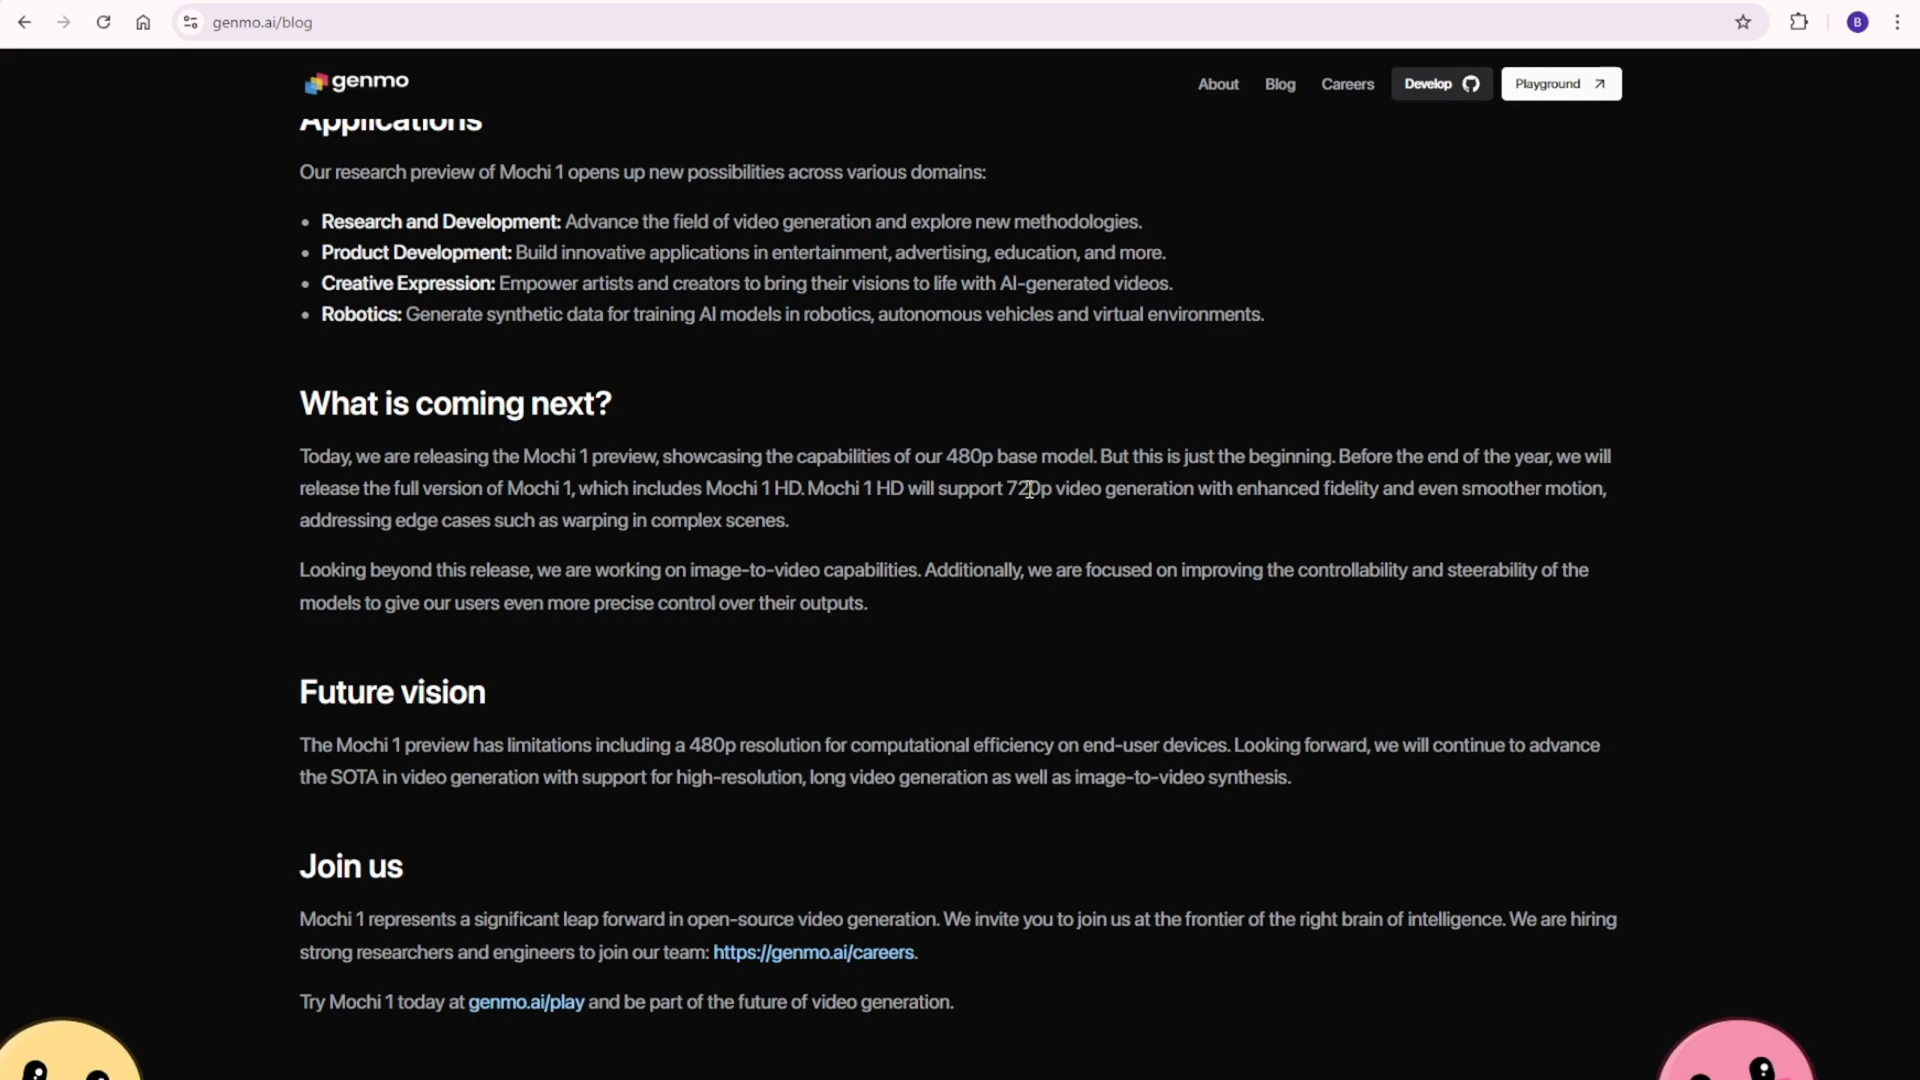 genmo.ai/blog
B
genmo
About
Blog
Careers
Develop
Playground
Applications
Our research preview of Mochi 1 opens up new possibilities across various domains:
• Research and Development: Advance the field of video generation and explore new methodologies.
• Product Development: Build innovative applications in entertainment, advertising, education, and more.
• Creative Expression: Empower artists and creators to bring their visions to life with AI-generated videos.
• Robotics: Generate synthetic data for training AI models in robotics, autonomous vehicles and virtual environments.
What is coming next?
Today, we are releasing the Mochi 1 preview, showcasing the capabilities of our 480p base model. But this is just the beginning. Before the end of the year, we will
release the full version of Mochi 1, which includes Mochi 1 HD. Mochi 1 HD will support 720p video generation with enhanced fidelity and even smoother motion,
addressing edge cases such as warping in complex scenes.
Looking beyond this release, we are working on image-to-video capabilities. Additionally, we are focused on improving the controllability and steerability of the
models to give our users even more precise control over their outputs.
Future vision
The Mochi 1 preview has limitations including a 480p resolution for computational efficiency on end-user devices. Looking forward, we will continue to advance
the SOTA in video generation with support for high-resolution, long video generation as well as image-to-video synthesis.
Join us
Mochi 1 represents a significant leap forward in open-source video generation. We invite you to join us at the frontier of the right brain of intelligence. We are hiring
strong researchers and engineers to join our team: https://genmo.ai/careers.
Try Mochi 1 today at genmo.ai/play and be part of the future of video generation.